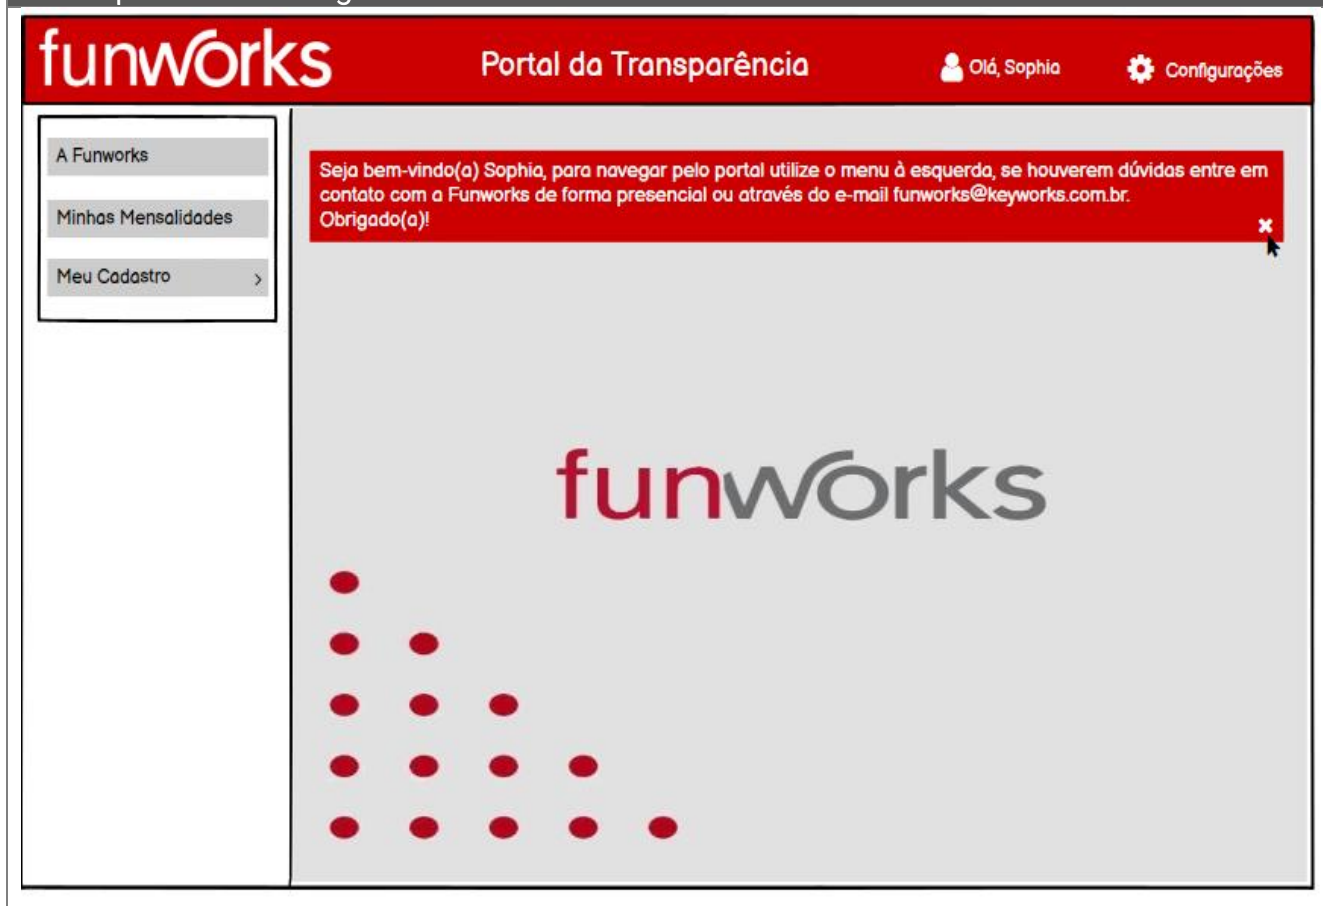 funworks
Portal da Transparência
Olá, Sophia
Configurações
A Funworks
Minhas Mensalidades
Meu Cadastro >
Seja bem-vindo(a) Sophia, para navegar pelo portal utilize o menu à esquerda, se houverem dúvidas entre em
contato com a Funworks de forma presencial ou através do e-mail funworks@keyworks.com.br.
Obrigado(a)!
funworks